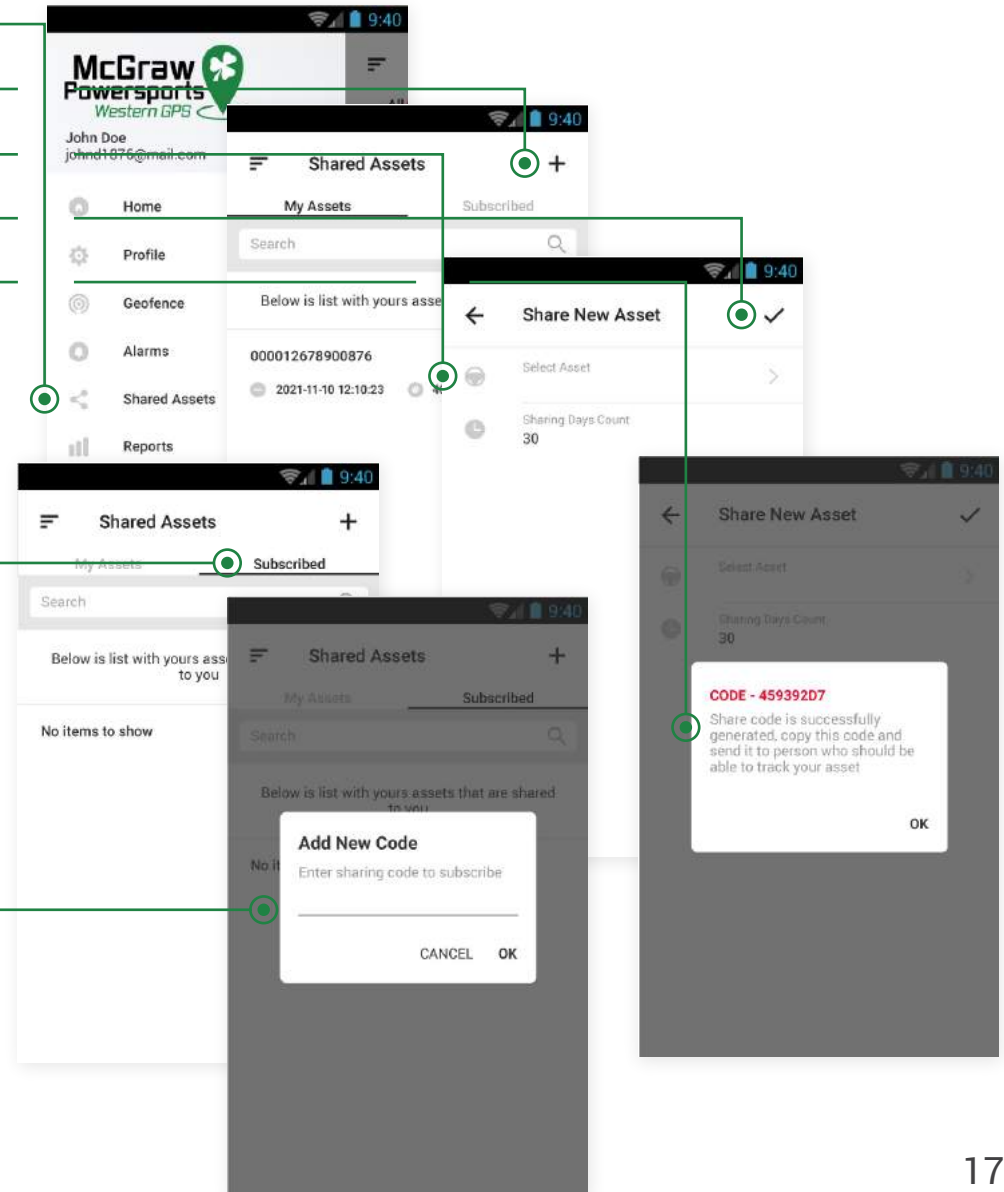 9:40
McGraw
Powersports
Western GPS
John Doe
johnd1876@mail.com
Home
Profile
Geofence
Alarms
Shared Assets
Reports
9:40
Shared Assets
My Assets Subscribed
Search
Below is list with yours asse
000012678900876
2021-11-10 12:10:23
9:40
Share New Asset
Select Asset
Sharing Days Count
30
9:40
Shared Assets
My Assets Subscribed
Search
Below is list with yours ass
to you
No items to show
9:40
Shared Assets
My Assets Subscribed
Search
Below is list with yours assets that are shared
to you
No it
Add New Code
Enter sharing code to subscribe
CANCEL OK
9:40
Share New Asset
Select Asset
Sharing Days Count
30
CODE - 459392D7
Share code is successfully
generated, copy this code and
send it to person who should be
able to track your asset
OK
17